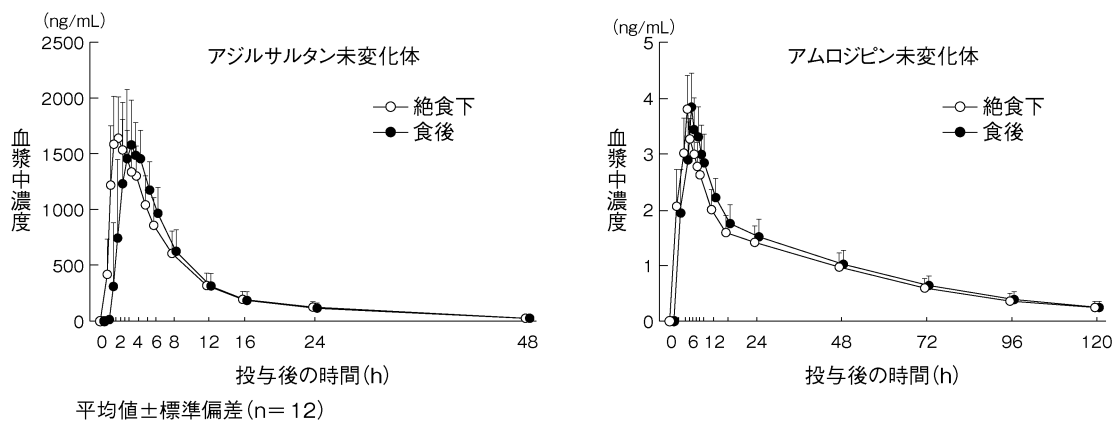 (ng/mL)
2500
2000
1500
1000
500
0
血漿中濃度
アジルサルタン未変化体
絶食下
食後
0 2 4 6 8 12 16 24 48
投与後の時間(h)
平均値±標準偏差(n=12)
(ng/mL)
5
4
3
2
1
0
血漿中濃度
アムロジピン未変化体
絶食下
食後
0 6 12 24 48 72 96 120
投与後の時間(h)